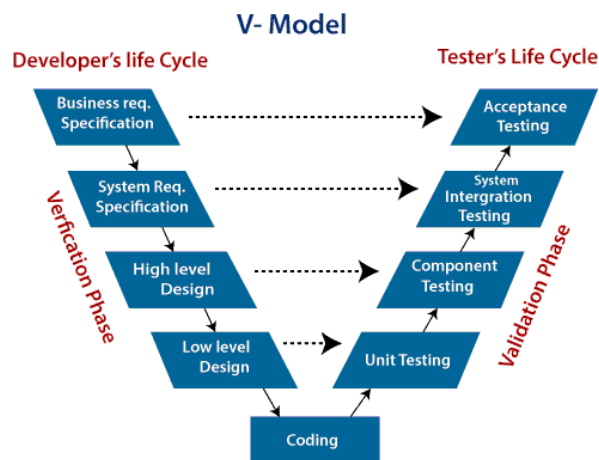 V- Model
Developer's life Cycle
Tester's Life Cycle
Business req.
Specification
Acceptance
Testing
System Req.
Specification
System
Intergration
Testing
Verfication Phase
High level
Design
Component
Testing
Validation Phase
Low level
Design
Unit Testing
Coding